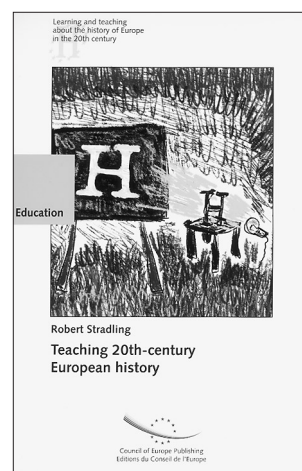 Learning and teaching
about the history of Europe
in the 20th century
H
H
Education
Robert Stradling
Teaching 20th-century
European history
Council of Europe Publishing
Editions du Conseil de l'Europe